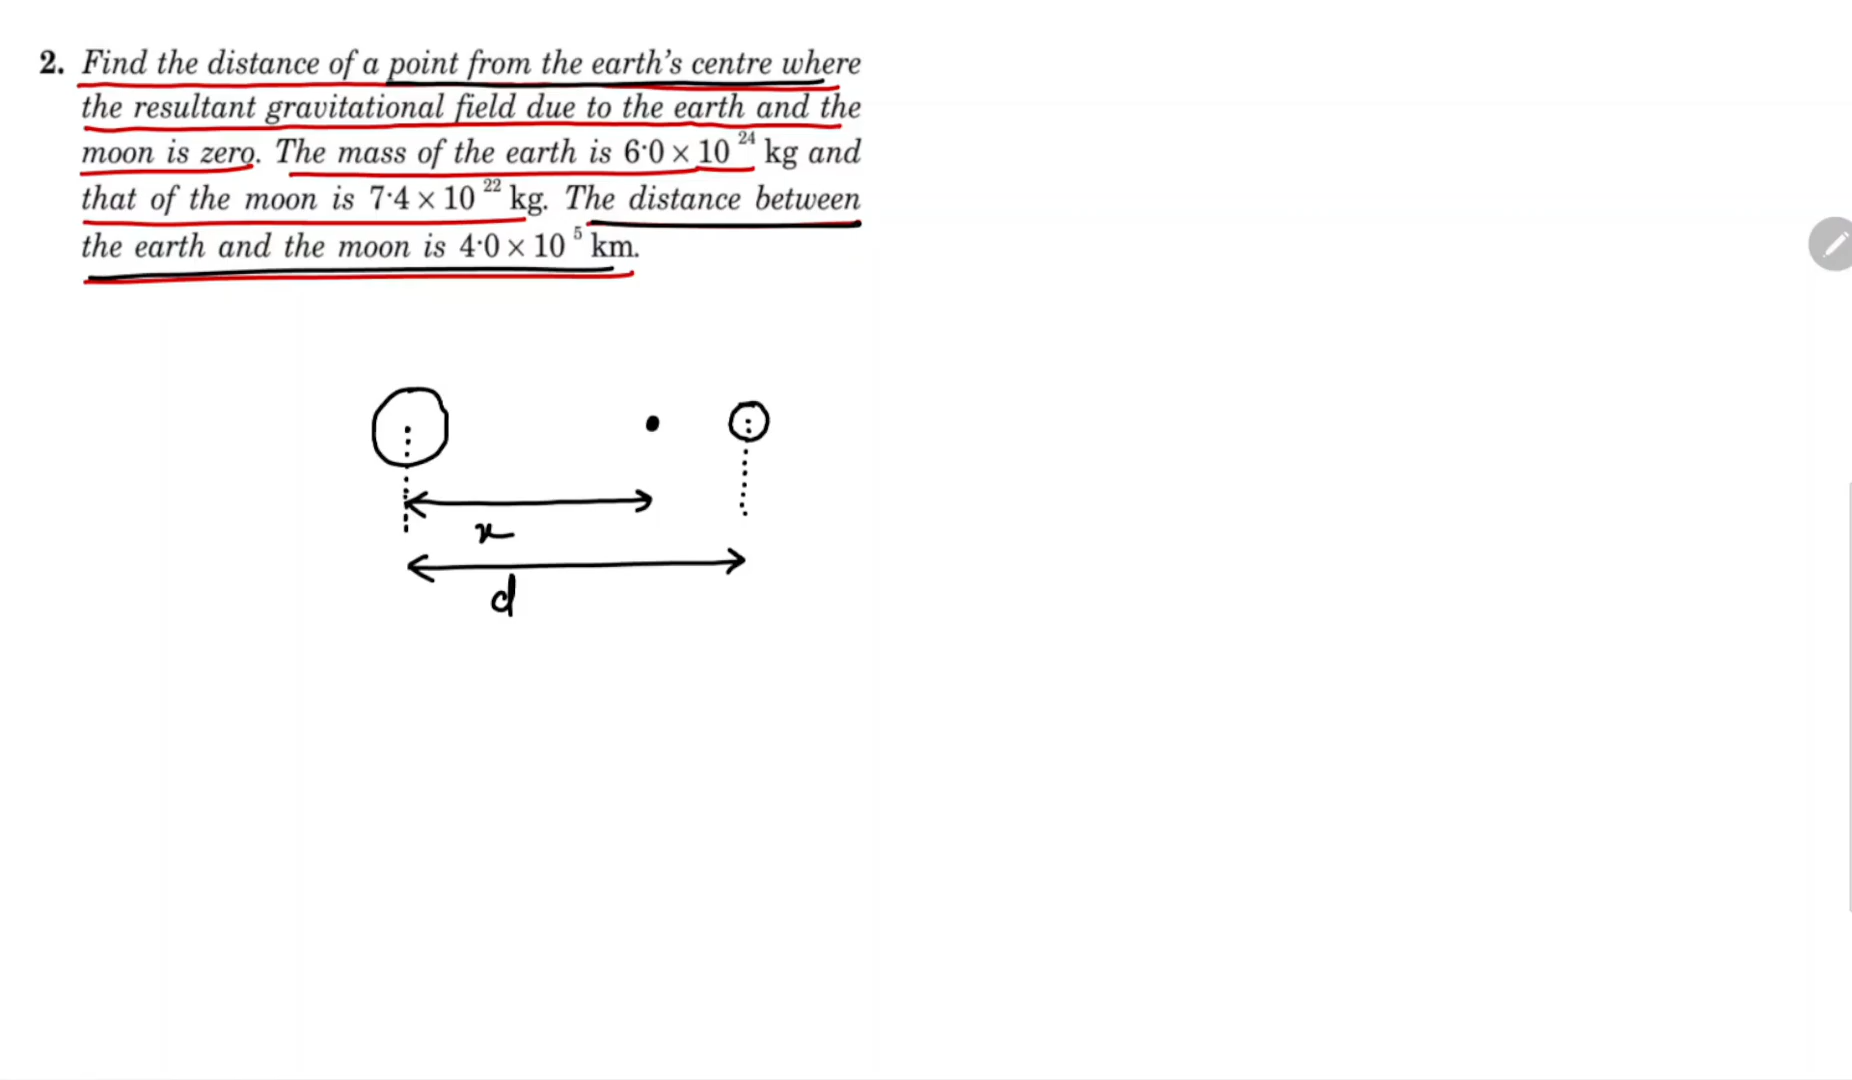 2. Find the distance of a point from the earth's centre where
the resultant gravitational field due to the earth and the
moon is zero. The mass of the earth is 6·0 × 10 ²⁴ kg and
that of the moon is 7·4 × 10 ²² kg. The distance between
the earth and the moon is 4·0 × 10 ⁵ km.
x
d